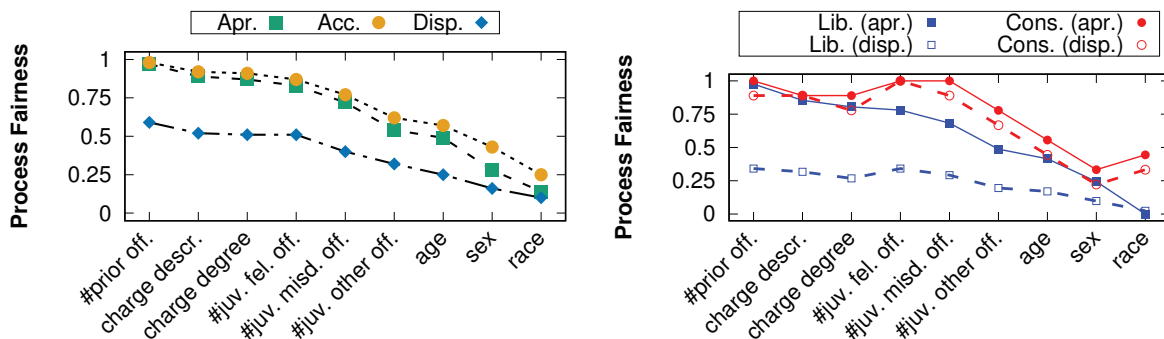 Apr. Acc. Disp.
Process Fairness
1
0.75
0.5
0.25
0
#prior off.
charge descr.
charge degree
#juv. fel. off.
#juv. misd. off.
#juv. other off.
age
sex
race
Lib. (apr.) Cons. (apr.)
Lib. (disp.) Cons. (disp.)
Process Fairness
1
0.75
0.5
0.25
0
#prior off.
charge descr.
charge degree
#juv. fel. off.
#juv. misd. off.
#juv. other off.
age
sex
race